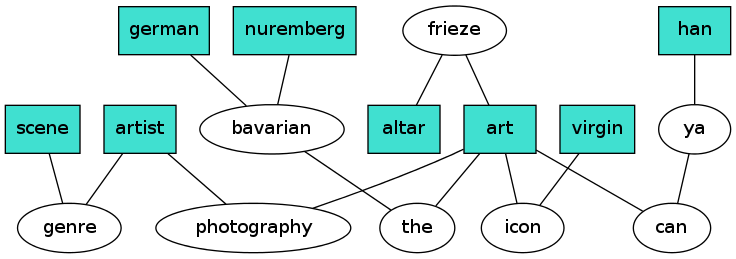 german nuremberg frieze han
scene artist bavarian altar art virgin ya
genre photography the icon can